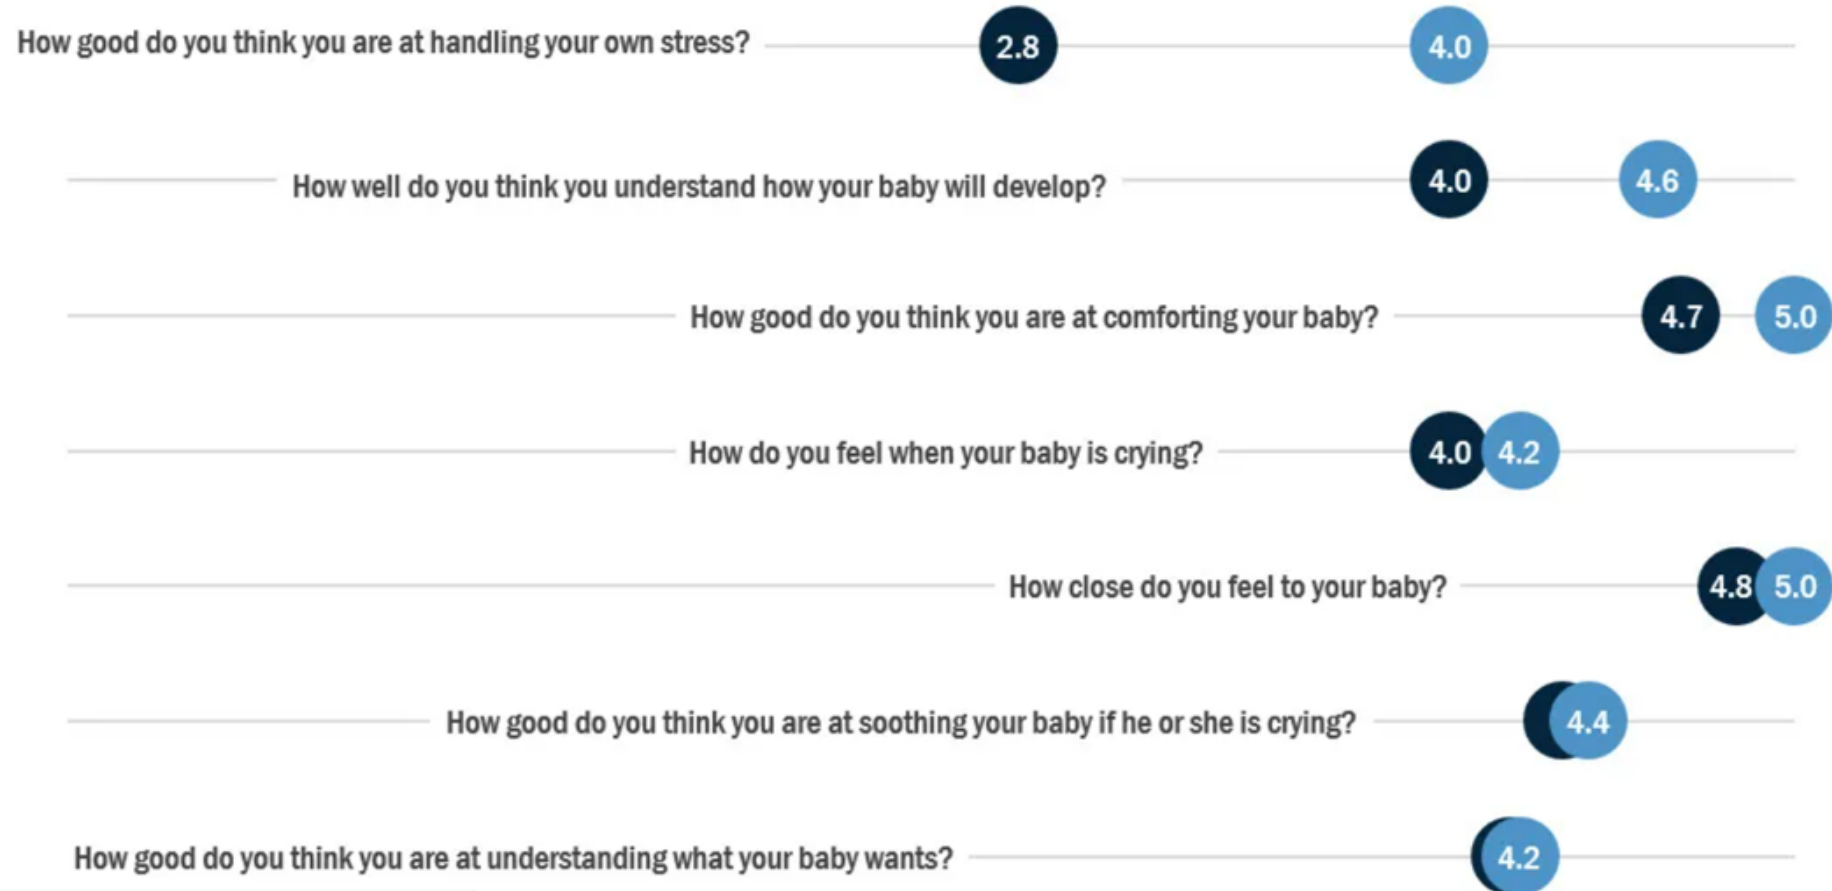 How good do you think you are at handling your own stress? 2.8 4.0
How well do you think you understand how your baby will develop? 4.0 4.6
How good do you think you are at comforting your baby? 4.7 5.0
How do you feel when your baby is crying? 4.0 4.2
How close do you feel to your baby? 4.8 5.0
How good do you think you are at soothing your baby if he or she is crying? 4.4
How good do you think you are at understanding what your baby wants? 4.2